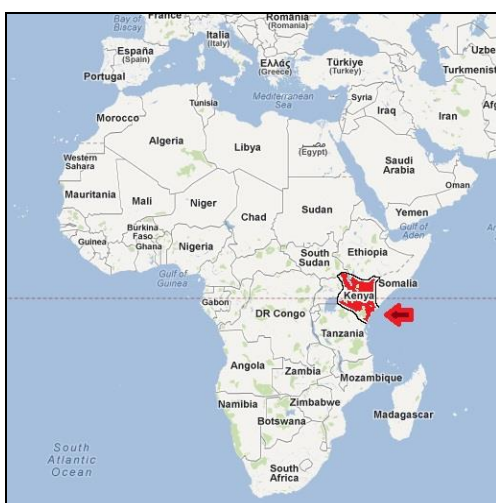 Bay of
Biscay
France
România
(Romania)
Italia
(Italy)
España
(Spain)
Portugal
Ελλάς
(Greece)
Türkiye
(Turkey)
Uzbe
Turkmenist
Mediterranean
Sea
Tunisia
Syria
Iraq
Iran
Morocco
Algeria
Libya
مصر
(Egypt)
Western
Sahara
Saudi
Arabia
Oman
Mauritania
Mali
Niger
Chad
Sudan
Yemen
Gulf of
Aden
Burkina
Faso
Guinea
Ghana
Nigeria
South
Sudan
Ethiopia
Gulf of
Guinea
Somalia
Gabon
Kenya
DR Congo
Tanzania
Angola
Zambia
Mozambique
Namibia
Zimbabwe
Botswana
Madagascar
South
Atlantic
Ocean
South
Africa